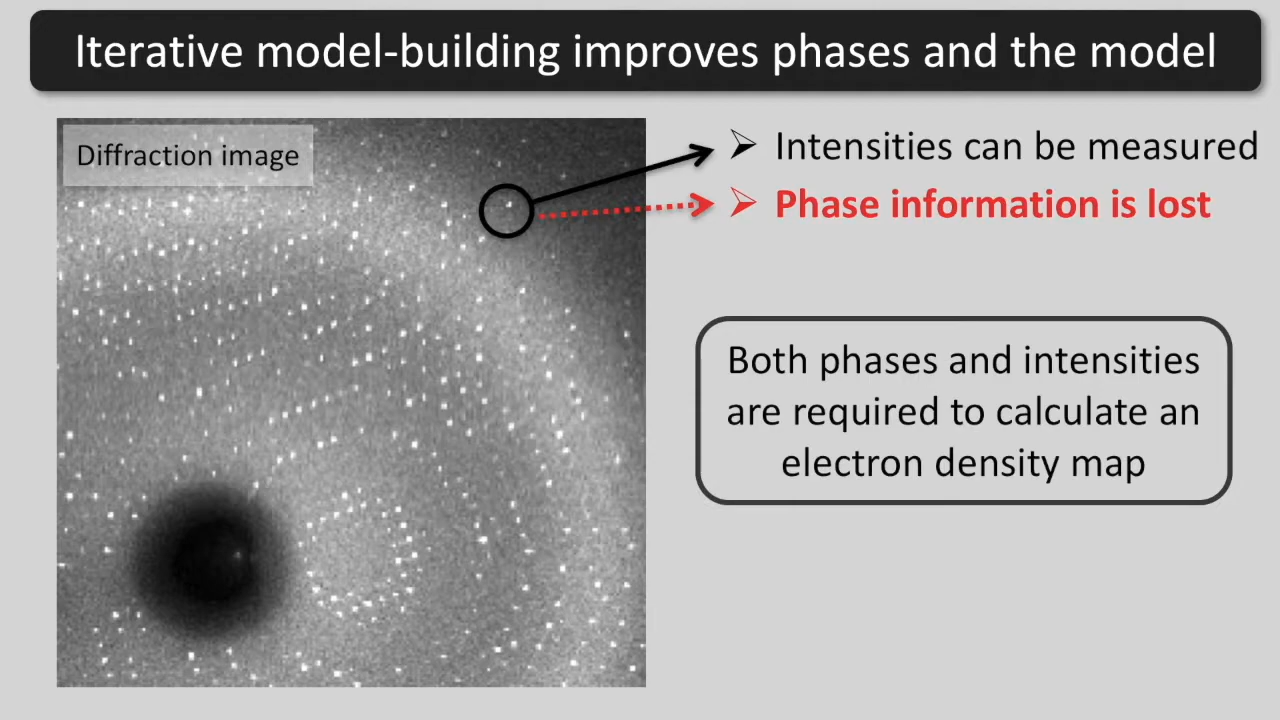 Iterative model-building improves phases and the model
Diffraction image
➢ Intensities can be measured
➢ Phase information is lost
Both phases and intensities
are required to calculate an
electron density map